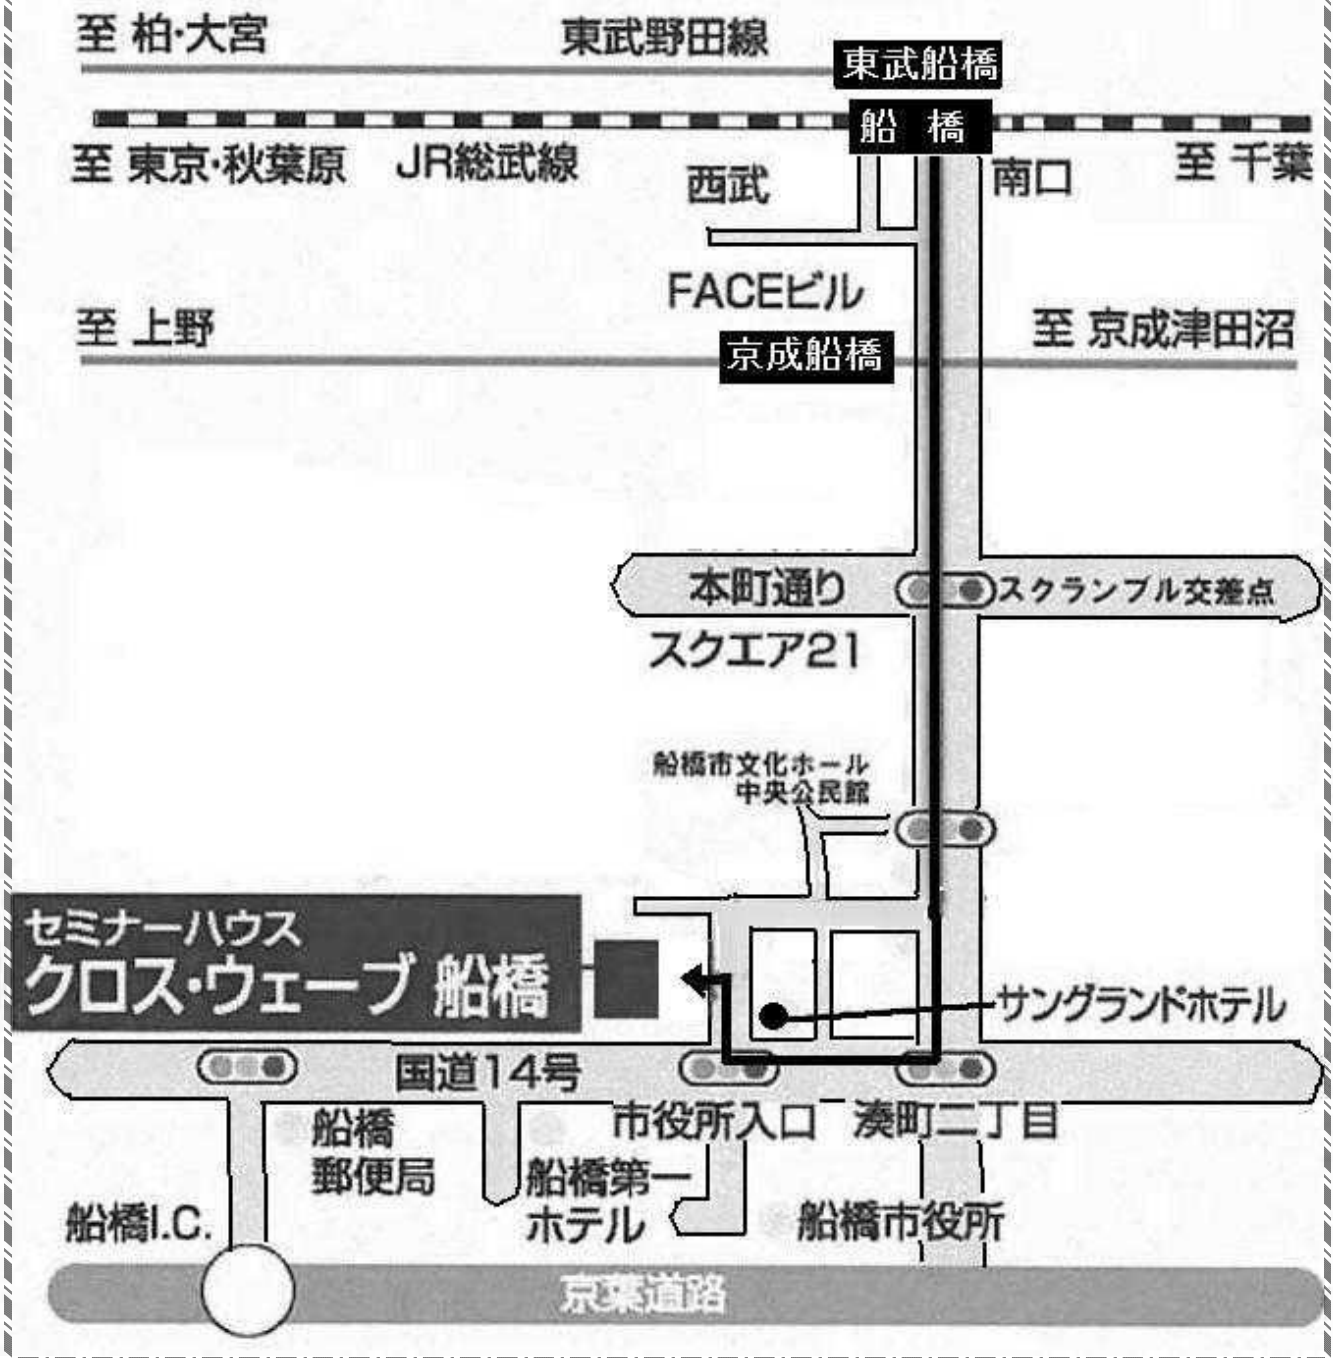 至 柏・大宮
東武野田線
東武船橋
船 橋
至 東京・秋葉原
JR総武線
西武
南口
至 千葉
FACEビル
至 上野
京成船橋
至 京成津田沼
本町通り
スクランブル交差点
スクエア21
船橋市文化ホール
中央公民館
セミナーハウス
クロス・ウェーブ 船橋
サングランドホテル
国道14号
市役所入口
湊町二丁目
船橋
郵便局
船橋第一
ホテル
船橋I.C.
船橋市役所
京葉道路